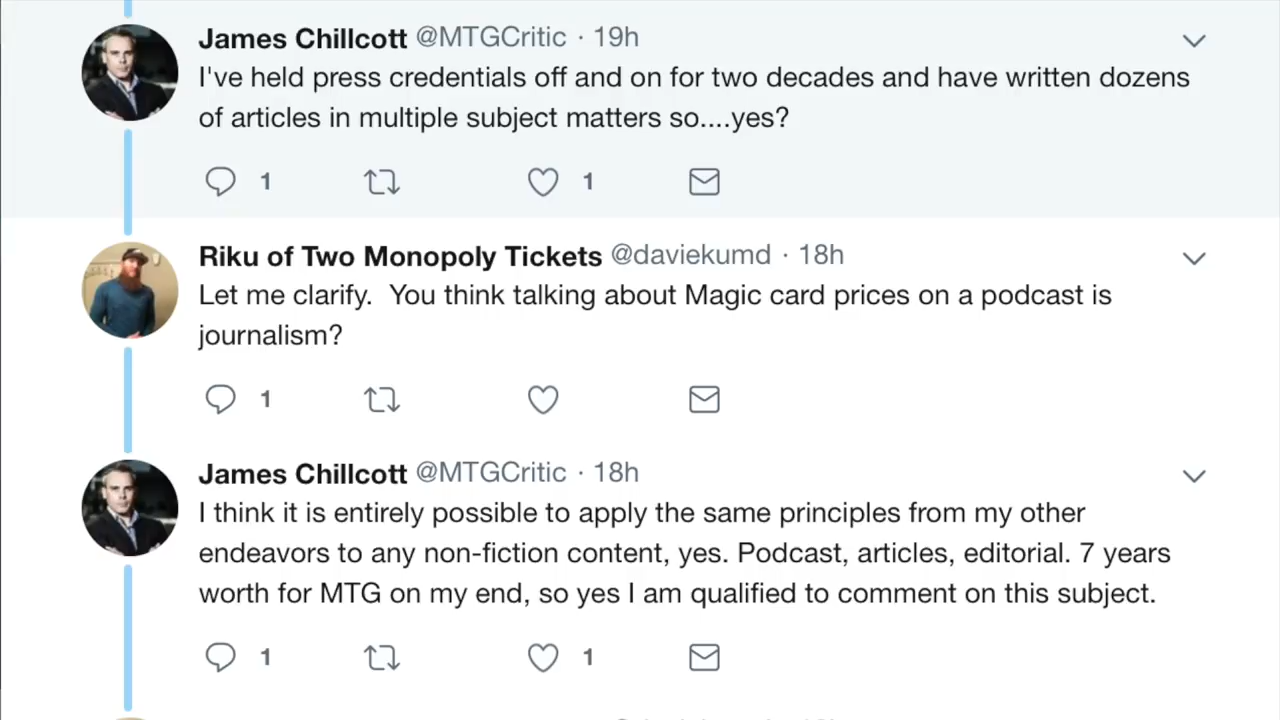 James Chillcott @MTGCritic · 19h
I've held press credentials off and on for two decades and have written dozens
of articles in multiple subject matters so....yes?
1 1
Riku of Two Monopoly Tickets @daviekumd · 18h
Let me clarify. You think talking about Magic card prices on a podcast is
journalism?
1
James Chillcott @MTGCritic · 18h
I think it is entirely possible to apply the same principles from my other
endeavors to any non-fiction content, yes. Podcast, articles, editorial. 7 years
worth for MTG on my end, so yes I am qualified to comment on this subject.
1 1